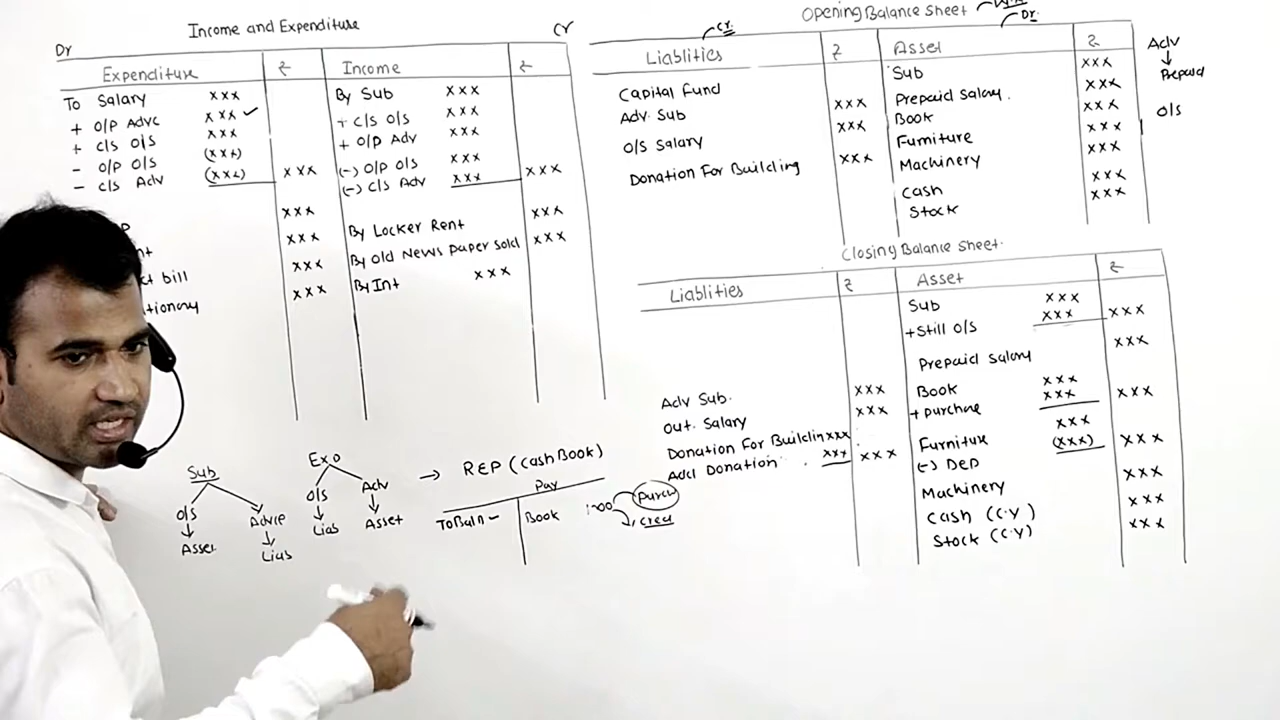 Income and Expenditure
Dr
Cr
Expenditure ₹ Income ₹
To Salary xxx By Sub xxx
+ O/P Advc xxx ✓ + C/s O/s xxx
+ C/s O/s xxx + O/P Adv xxx
- O/P O/s (xxx) (-) O/P O/s xxx
- C/s Adv (xxx) xxx (-) C/s Adv xxx xxx
xxx By Locker Rent xxx
xxx By Old News paper sold xxx
bill xxx By Int xxx
tionary xxx
Opening Balance Sheet
Cr. Dr.
Liablities ₹ Asset ₹
Capital Fund Sub xxx
Adv. Sub xxx Prepaid Salary. xxx
O/s Salary xxx Book xxx
Donation For Building xxx Furniture xxx
Machinery xxx
Cash xxx
Stock xxx
Adv
Prepaid
O/s
Closing Balance Sheet.
Liablities ₹ Asset ₹
Sub xxx
+ Still O/s xxx xxx
Prepaid Salary xxx
Adv Sub. xxx Book xxx
Out. Salary xxx + purchase xxx xxx
Donation For Buildin xxx Furniture xxx
Add Donation . xxx xxx (-) Dep (xxx) xxx
Machinery xxx
Cash (C.Y) xxx
Stock (C.Y) xxx
Sub
O/s Advce
Asset Lias
Exp
O/s Adv
Lias Asset
→ REP (Cash Book)
Pay
To Baln - Book
Purch
Cred